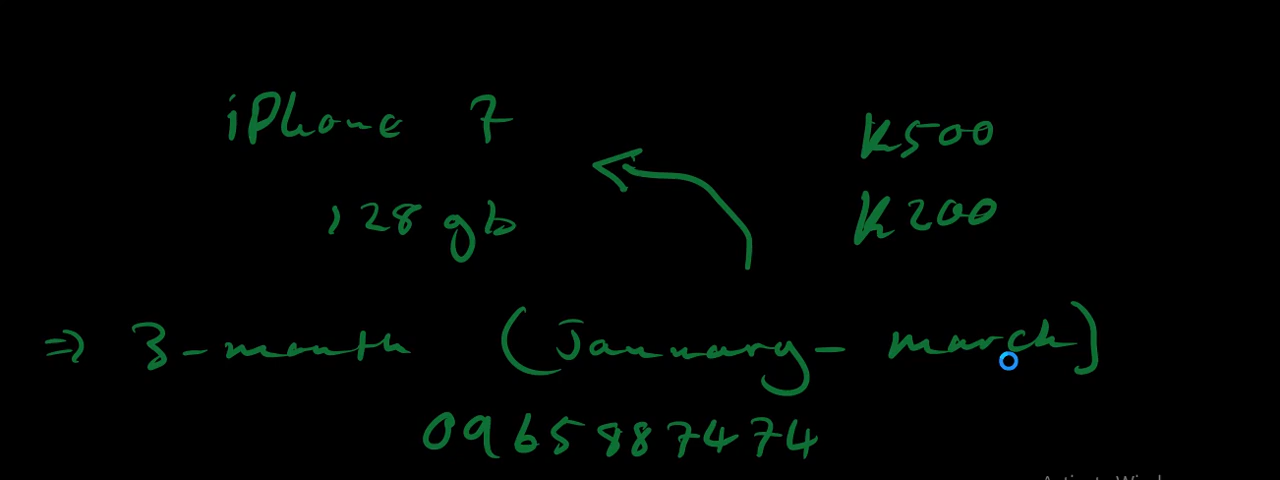 iPhone 7
K500
128 gb
K200
⇒ 3-month (January - march)
0965887474